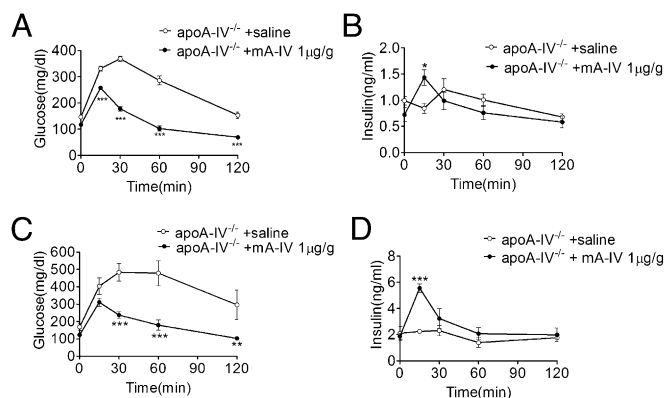 A
apoA-IV-/- +saline
apoA-IV-/- +mA-IV 1μg/g
Glucose(mg/dl)
400
300
200
100
0
***
***
***
***
0 30 60 90 120
Time(min)
B
apoA-IV-/- +saline
apoA-IV-/- +mA-IV 1μg/g
Insulin(ng/ml)
2.0
1.5
1.0
0.5
0.0
*
0 30 60 90 120
Time(min)
C
apoA-IV-/- +saline
apoA-IV-/- +mA-IV 1μg/g
Glucose(mg/dl)
600
500
400
300
200
100
0
***
***
**
0 30 60 90 120
Time(min)
D
apoA-IV-/- +saline
apoA-IV-/- + mA-IV 1μg/g
Insulin(ng/ml)
8
6
4
2
0
***
0 30 60 90 120
Time(min)